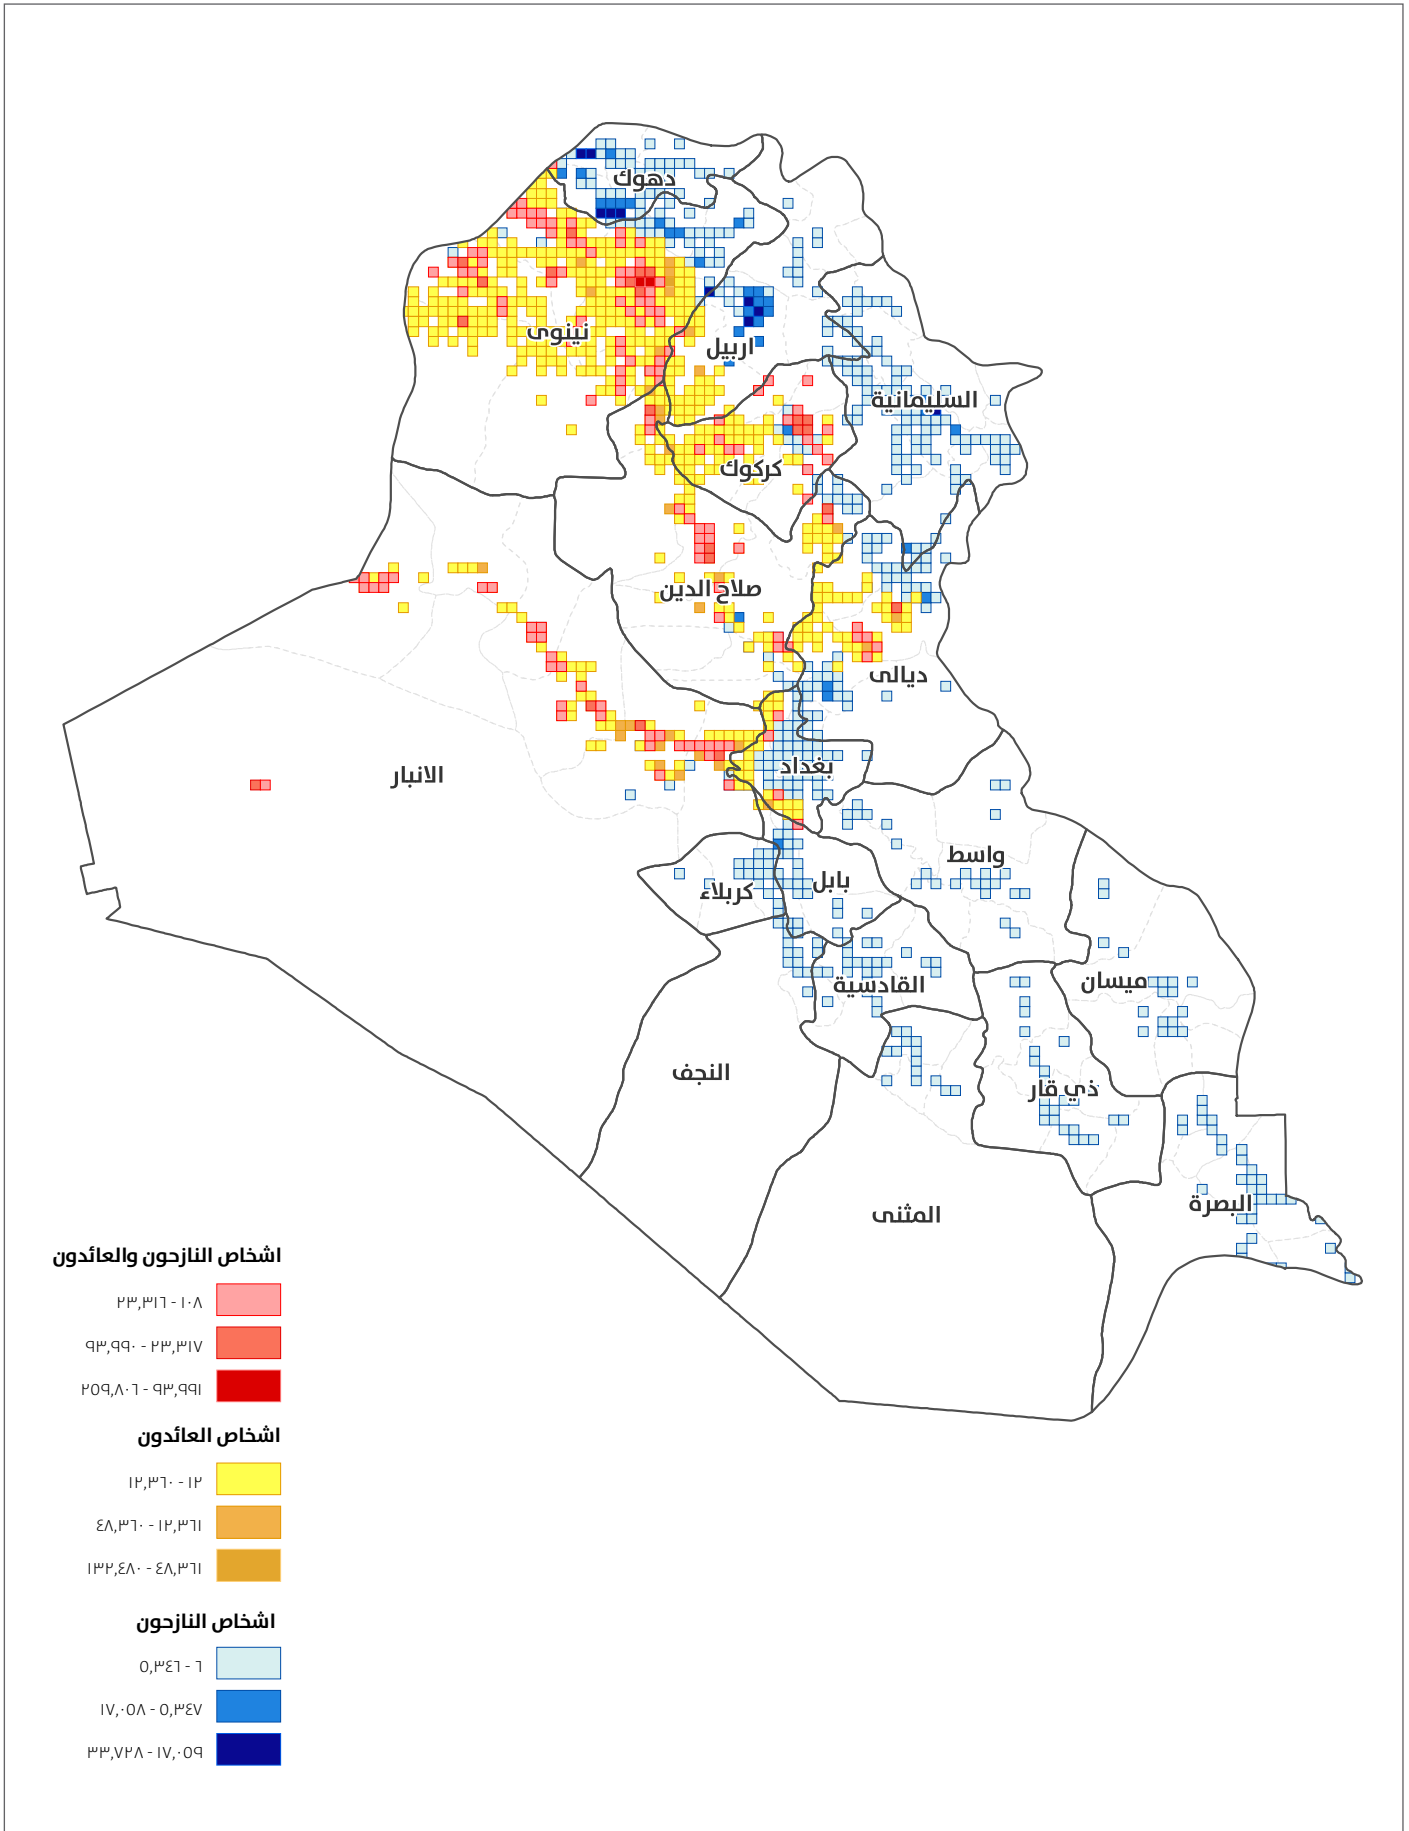 دهوك
نينوى
اربيل
السليمانية
كركوك
صلاح الدين
ديالى
الانبار
بغداد
واسط
بابل
كربلاء
ميسان
القادسية
النجف
ذي قار
البصرة
المثنى
اشخاص النازحون والعائدون
١٠٨ - ٢٣,٣١٦
٢٣,٣١٧ - ٩٣,٩٩٠
٩٣,٩٩١ - ٢٥٩,٨٠٦
اشخاص العائدون
١٢ - ١٢,٣٦٠
١٢,٣٦١ - ٤٨,٣٦٠
٤٨,٣٦١ - ١٣٢,٤٨٠
اشخاص النازحون
٦ - ٥,٣٤٦
٥,٣٤٧ - ١٧,٠٥٨
١٧,٠٥٩ - ٣٣,٧٢٨